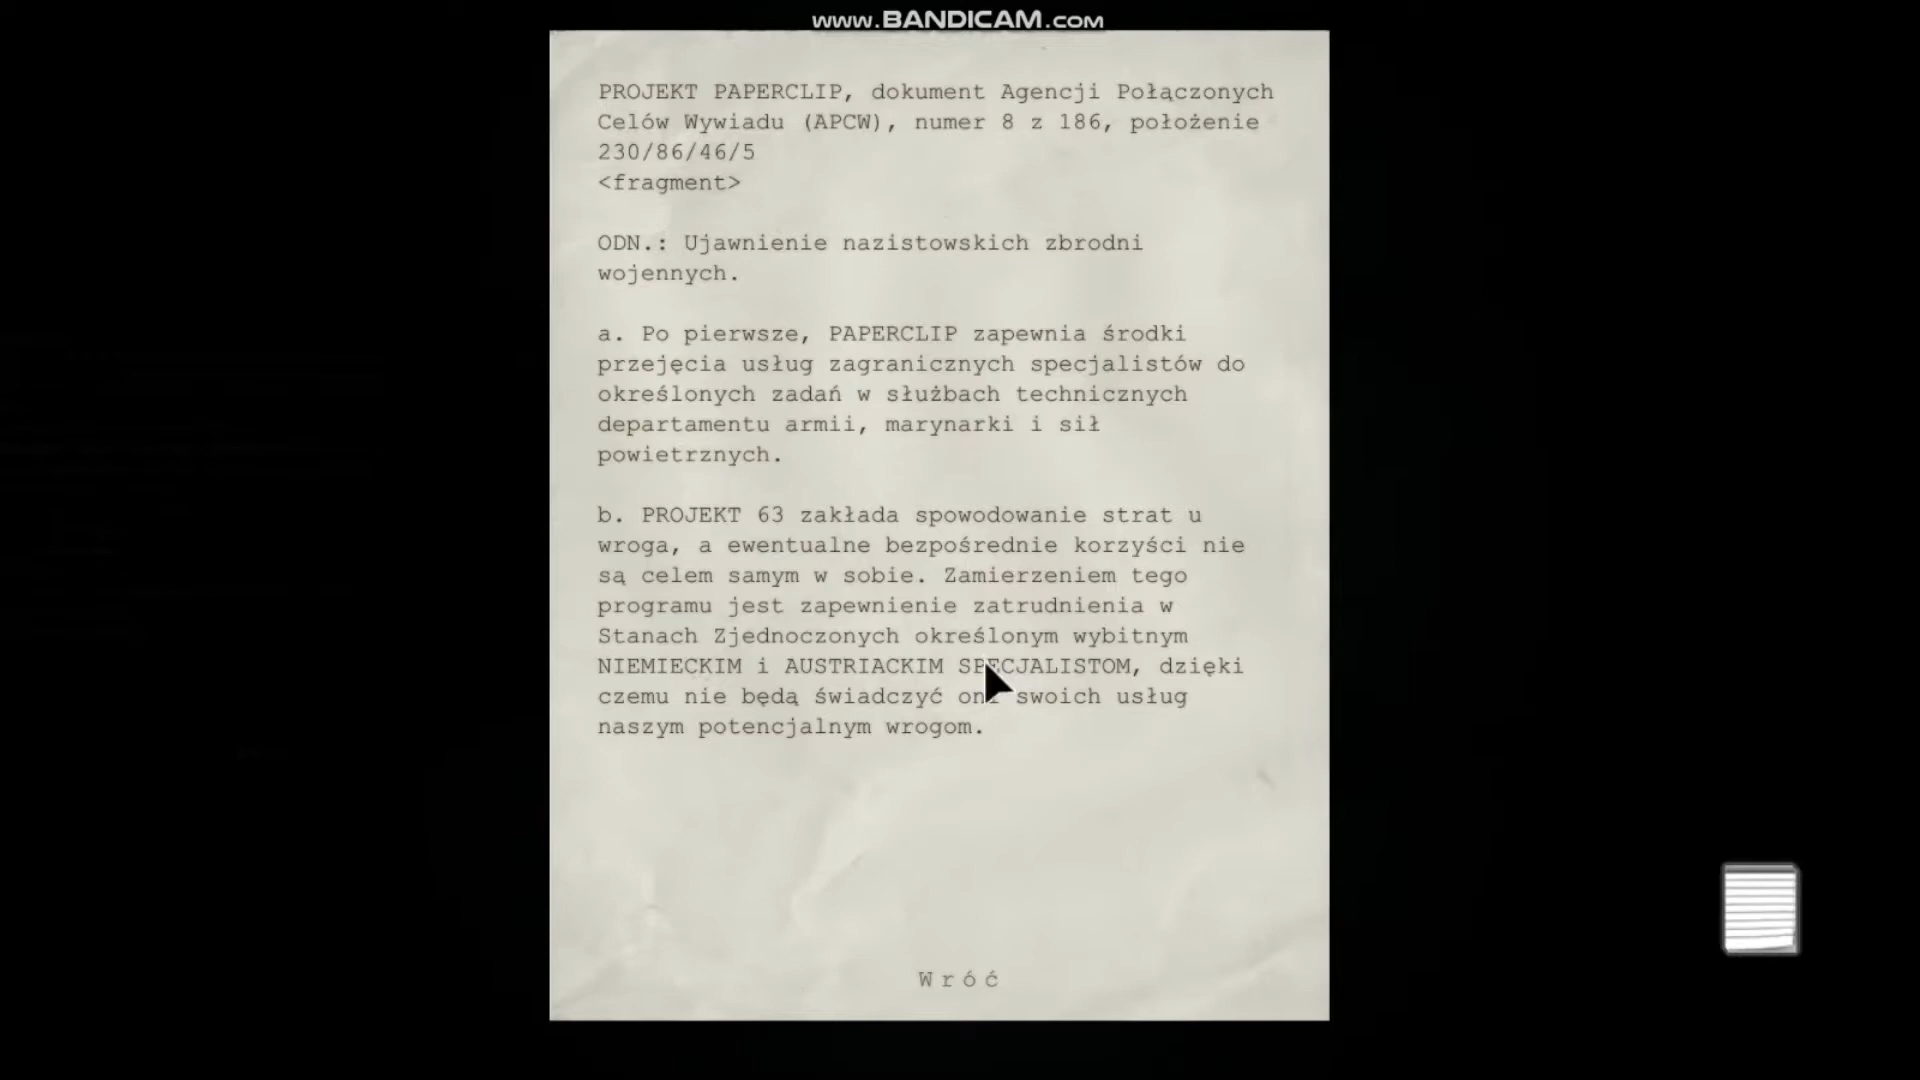 www.BANDICAM.COM
PROJEKT PAPERCLIP, dokument Agencji Połączonych
Celów Wywiadu (APCW), numer 8 z 186, położenie
230/86/46/5
<fragment>
ODN.: Ujawnienie nazistowskich zbrodni
wojennych.
a. Po pierwsze, PAPERCLIP zapewnia środki
przejęcia usług zagranicznych specjalistów do
określonych zadań w służbach technicznych
departamentu armii, marynarki i sił
powietrznych.
b. PROJEKT 63 zakłada spowodowanie strat u
wroga, a ewentualne bezpośrednie korzyści nie
są celem samym w sobie. Zamierzeniem tego
programu jest zapewnienie zatrudnienia w
Stanach Zjednoczonych określonym wybitnym
NIEMIECKIM i AUSTRIACKIM SPECJALISTOM, dzięki
czemu nie będą świadczyć oni swoich usług
naszym potencjalnym wrogom.
Wróć